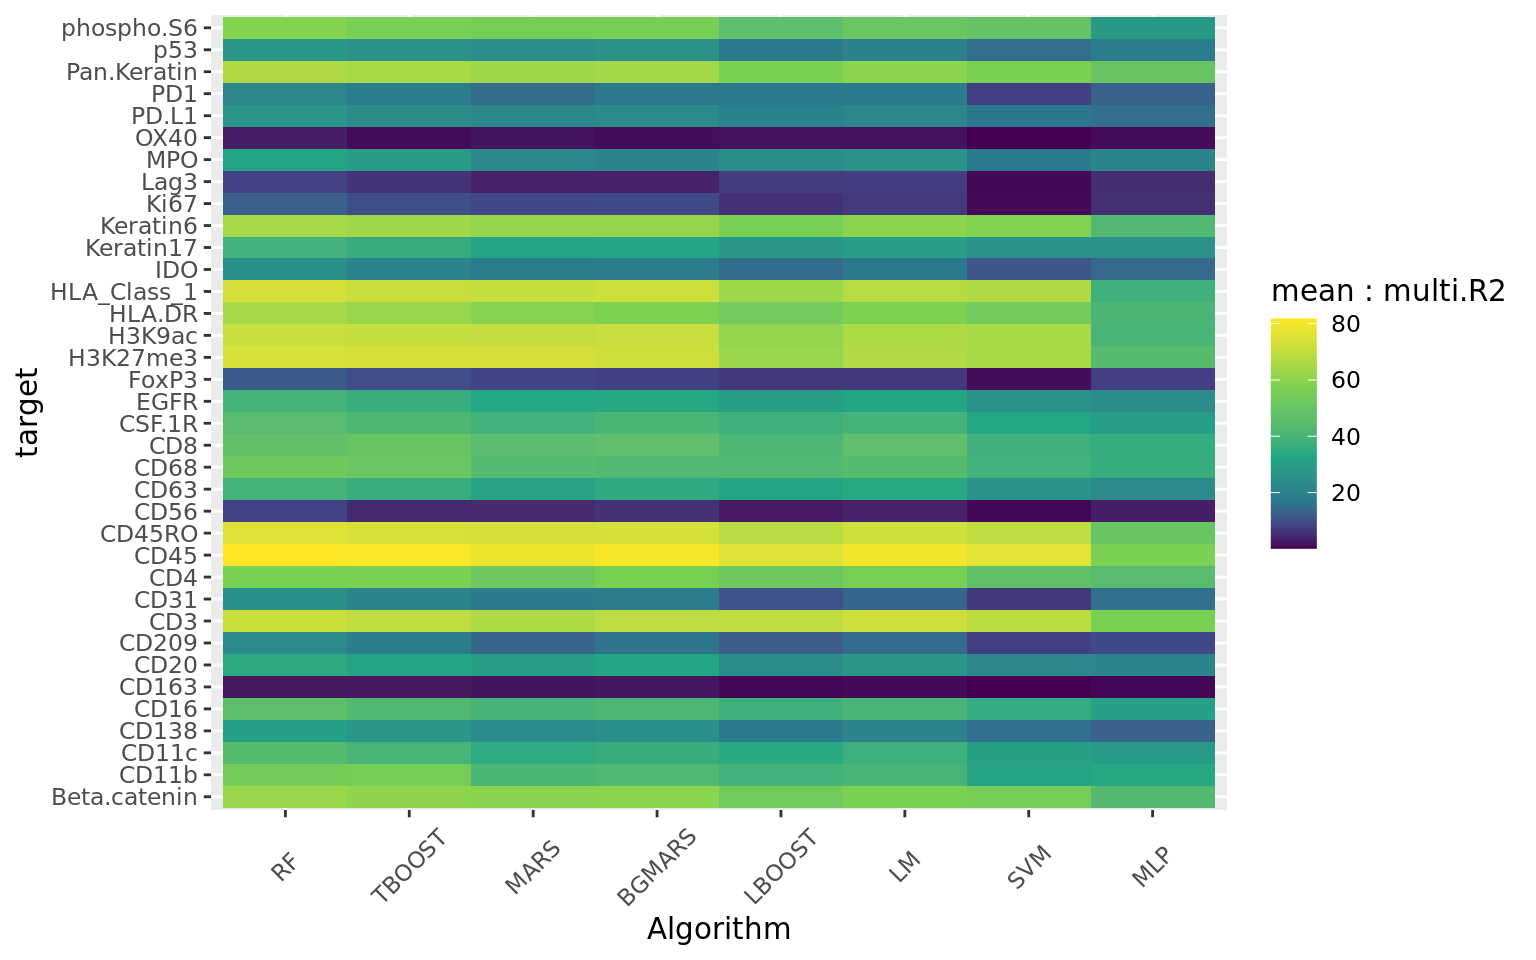 phospho.S6
p53
Pan.Keratin
PD1
PD.L1
OX40
MPO
Lag3
Ki67
Keratin6
Keratin17
IDO
HLA_Class_1
HLA.DR
H3K9ac
H3K27me3
FoxP3
EGFR
CSF.1R
CD8
CD68
CD63
CD56
CD45RO
CD45
CD4
CD31
CD3
CD209
CD20
CD163
CD16
CD138
CD11c
CD11b
Beta.catenin
target
RF TBOOST MARS BGMARS LBOOST LM SVM MLP
Algorithm
mean : multi.R2
80
60
40
20